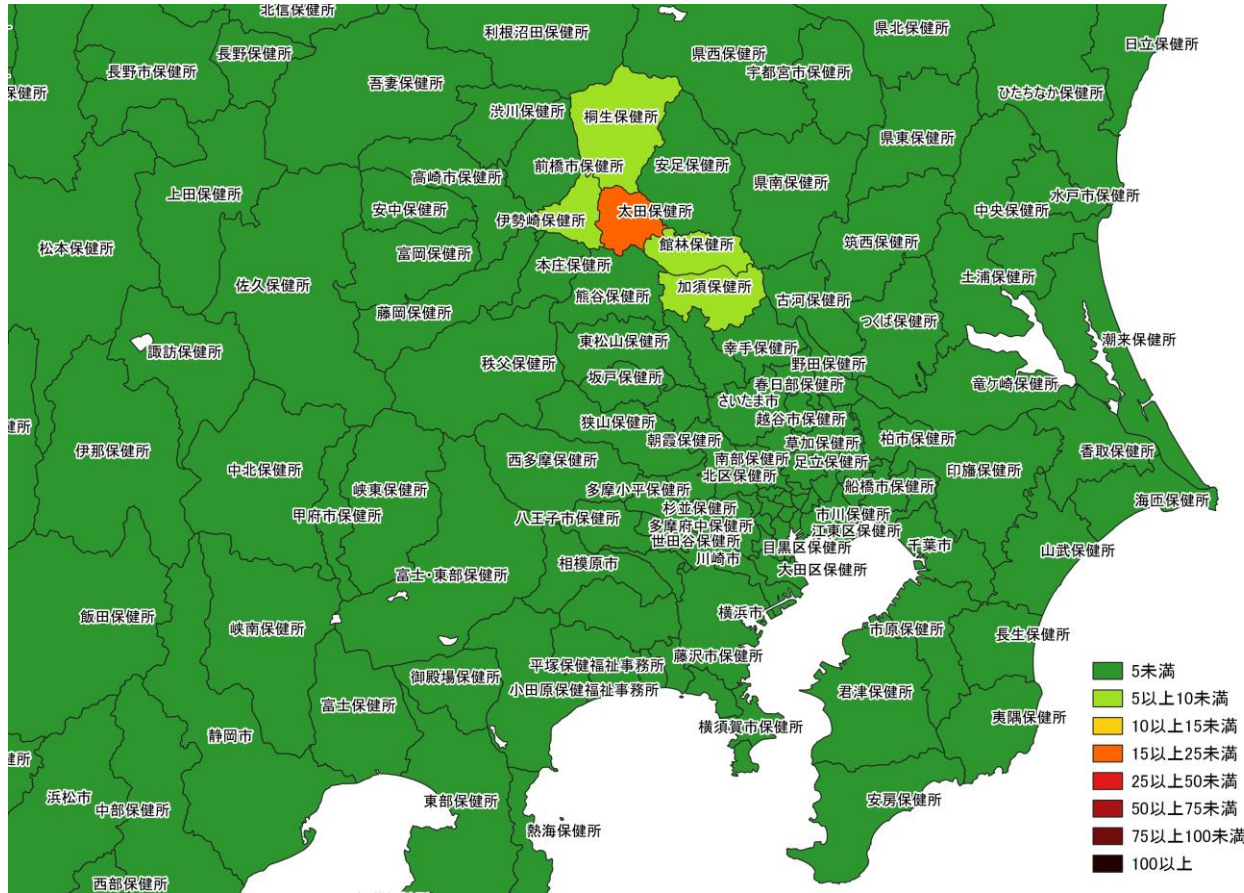 北信保健所
利根沼田保健所
県北保健所
長野保健所
県西保健所
日立保健所
長野市保健所
宇都宮市保健所
吾妻保健所
保健所
ひたちなか保健所
渋川保健所
桐生保健所
県東保健所
前橋市保健所
安足保健所
高崎市保健所
県南保健所
上田保健所
水戸市保健所
安中保健所
太田保健所
中央保健所
伊勢崎保健所
松本保健所
館林保健所
筑西保健所
富岡保健所
本庄保健所
土浦保健所
佐久保健所
加須保健所
熊谷保健所
古河保健所
藤岡保健所
つくば保健所
東松山保健所
潮来保健所
諏訪保健所
幸手保健所
秩父保健所
野田保健所
坂戸保健所
春日部保健所
竜ケ崎保健所
さいたま市
狭山保健所
越谷市保健所
健所
朝霞保健所
草加保健所
柏市保健所
伊那保健所
香取保健所
西多摩保健所
南部保健所
足立保健所
中北保健所
峡東保健所
北区保健所
印旛保健所
多摩小平保健所
船橋市保健所
海匝保健所
杉並保健所
甲府市保健所
八王子市保健所
市川保健所
多摩府中保健所
江東区保健所
世田谷保健所
目黒区保健所
千葉市
山武保健所
川崎市
相模原市
大田区保健所
富士・東部保健所
飯田保健所
横浜市
峡南保健所
市原保健所
長生保健所
藤沢市保健所
平塚保健福祉事務所
御殿場保健所
小田原保健福祉事務所
君津保健所
富士保健所
夷隅保健所
横須賀市保健所
静岡市
健所
浜松市
安房保健所
東部保健所
中部保健所
熱海保健所
西部保健所
5未満
5以上10未満
10以上15未満
15以上25未満
25以上50未満
50以上75未満
75以上100未満
100以上